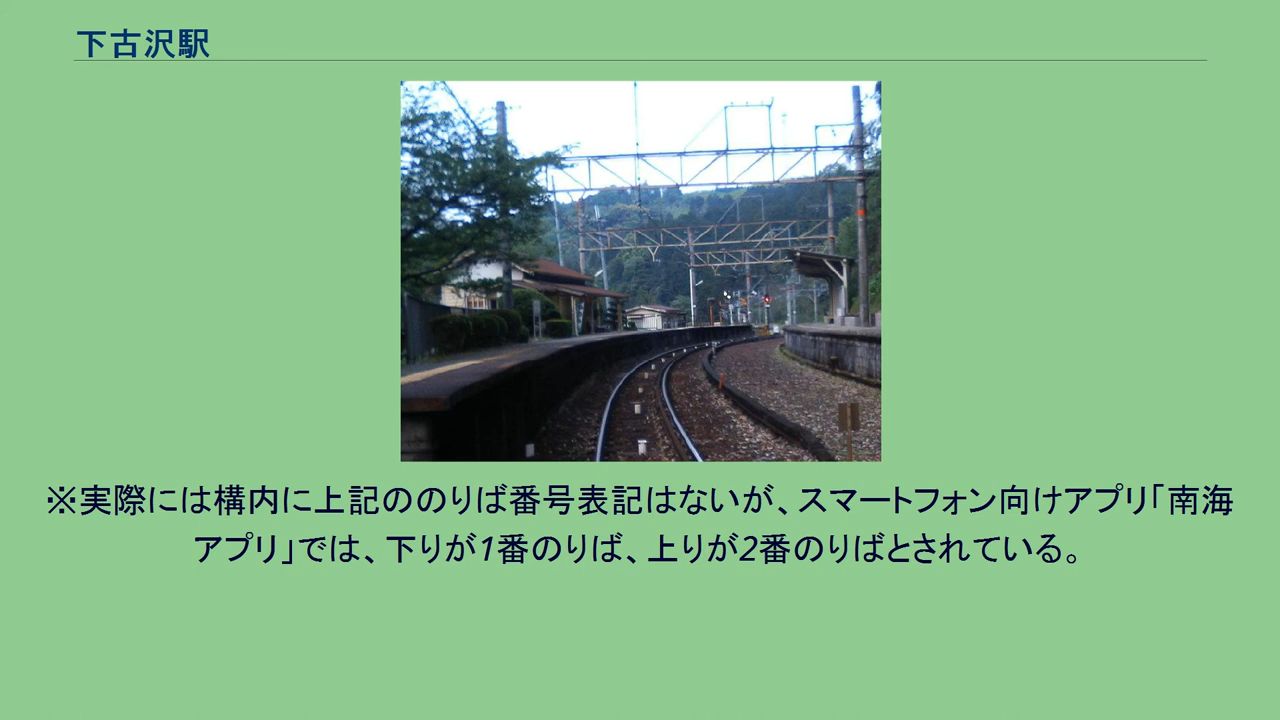 下古沢駅
※実際には構内に上記ののりば番号表記はないが、スマートフォン向けアプリ「南海
アプリ」では、下りが1番のりば、上りが2番のりばとされている。